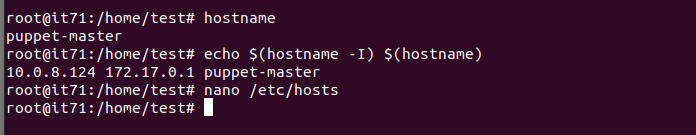 root@it71:/home/test# hostname
puppet-master
root@it71:/home/test# echo $(hostname -I) $(hostname)
10.0.8.124 172.17.0.1 puppet-master
root@it71:/home/test# nano /etc/hosts
root@it71:/home/test#